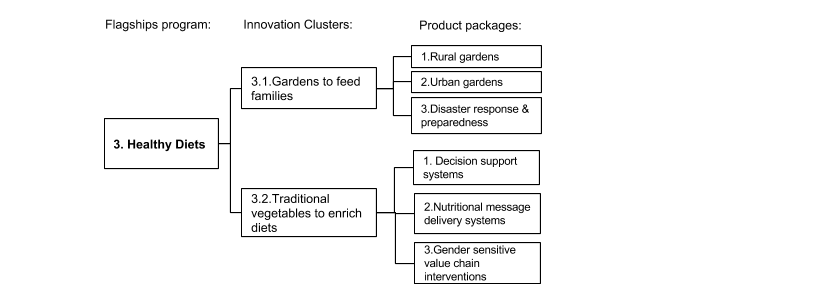 Flagships program:
Innovation Clusters:
Product packages:
3. Healthy Diets
3.1.Gardens to feed
families
1.Rural gardens
2.Urban gardens
3.Disaster response &
preparedness
3.2.Traditional
vegetables to enrich
diets
1. Decision support
systems
2.Nutritional message
delivery systems
3.Gender sensitive
value chain
interventions